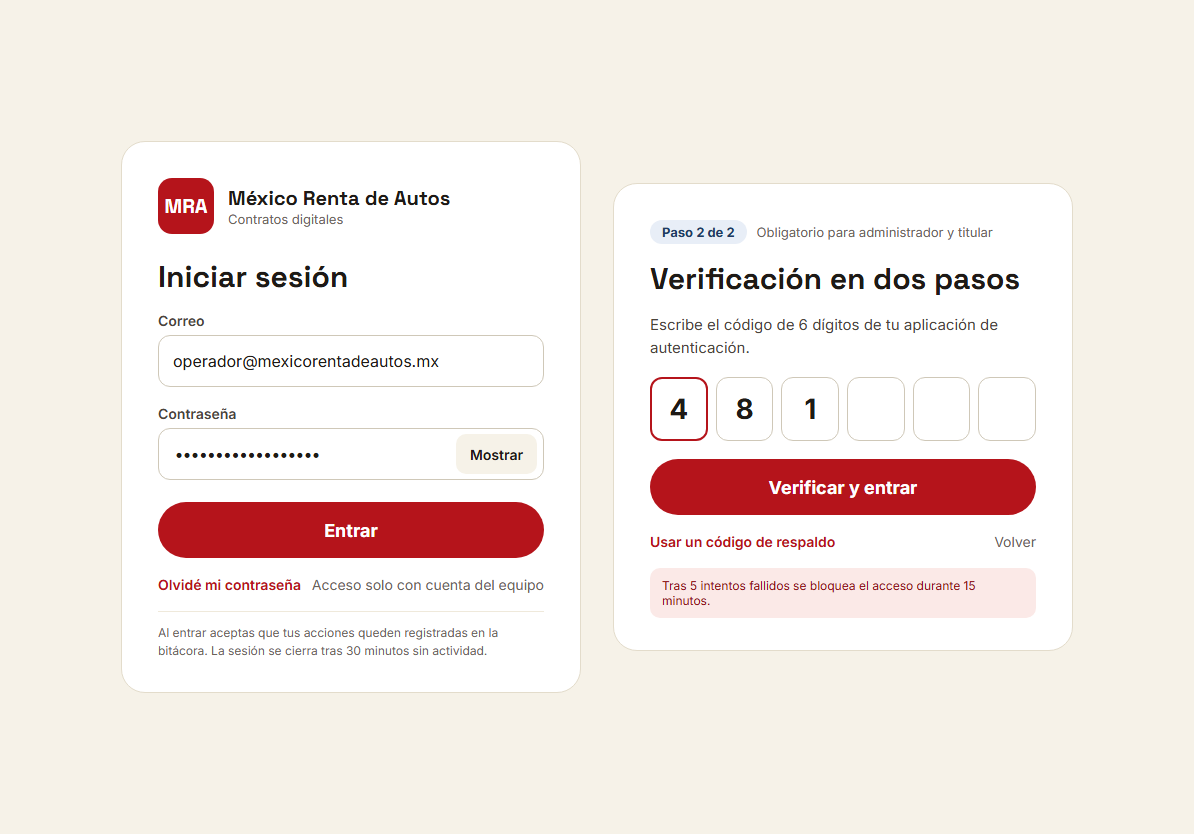 MRA
México Renta de Autos
Contratos digitales
Iniciar sesión
Correo
operador@mexicorentadeautos.mx
Contraseña
••••••••••••••••••
Mostrar
Entrar
Olvidé mi contraseña
Acceso solo con cuenta del equipo
Al entrar aceptas que tus acciones queden registradas en la
bitácora. La sesión se cierra tras 30 minutos sin actividad.
Paso 2 de 2
Obligatorio para administrador y titular
Verificación en dos pasos
Escribe el código de 6 dígitos de tu aplicación de
autenticación.
4 8 1
Verificar y entrar
Usar un código de respaldo
Volver
Tras 5 intentos fallidos se bloquea el acceso durante 15
minutos.